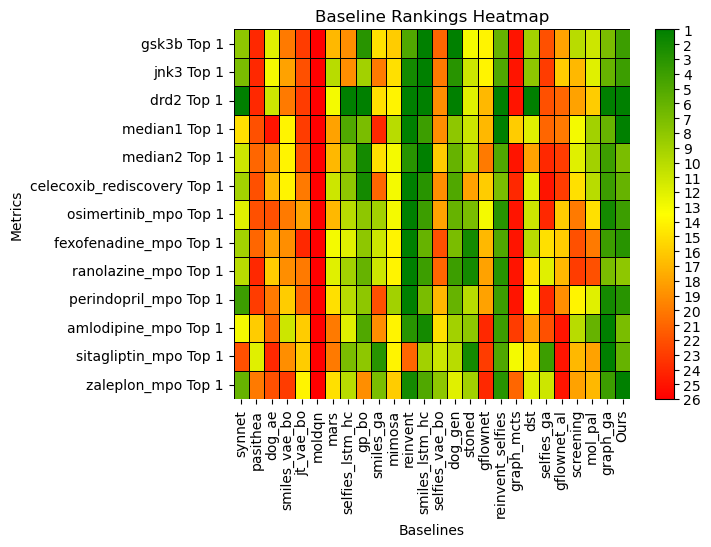 Baseline Rankings Heatmap
Metrics
gsk3b Top 1
jnk3 Top 1
drd2 Top 1
median1 Top 1
median2 Top 1
celecoxib_rediscovery Top 1
osimertinib_mpo Top 1
fexofenadine_mpo Top 1
ranolazine_mpo Top 1
perindopril_mpo Top 1
amlodipine_mpo Top 1
sitagliptin_mpo Top 1
zaleplon_mpo Top 1
synnet
pasithea
dog_ae
smiles_vae_bo
jt_vae_bo
moldqn
mars
selfies_lstm_hc
gp_bo
smiles_ga
mimosa
reinvent
smiles_lstm_hc
selfies_vae_bo
dog_gen
stoned
gflownet
reinvent_selfies
graph_mcts
dst
selfies_ga
gflownet_al
screening
mol_pal
graph_ga
Ours
Baselines
1
2
3
4
5
6
7
8
9
10
11
12
13
14
15
16
17
18
19
20
21
22
23
24
25
26